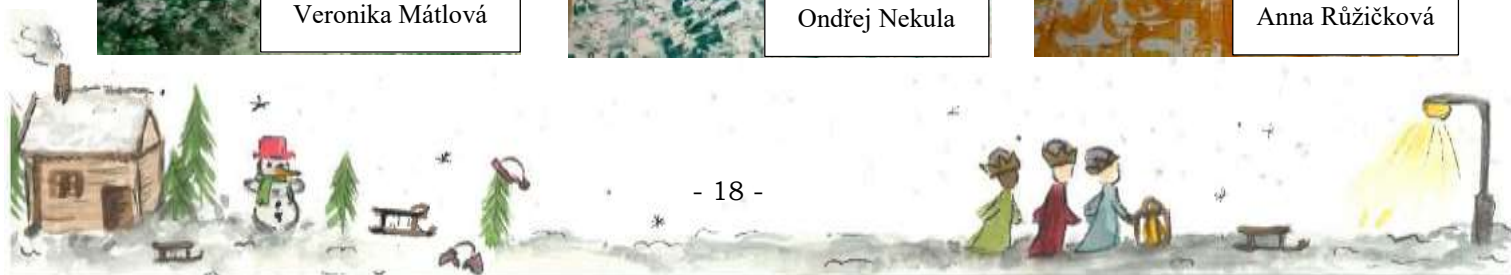 Veronika Mátlová
Ondřej Nekula
Anna Růžičková
- 18 -